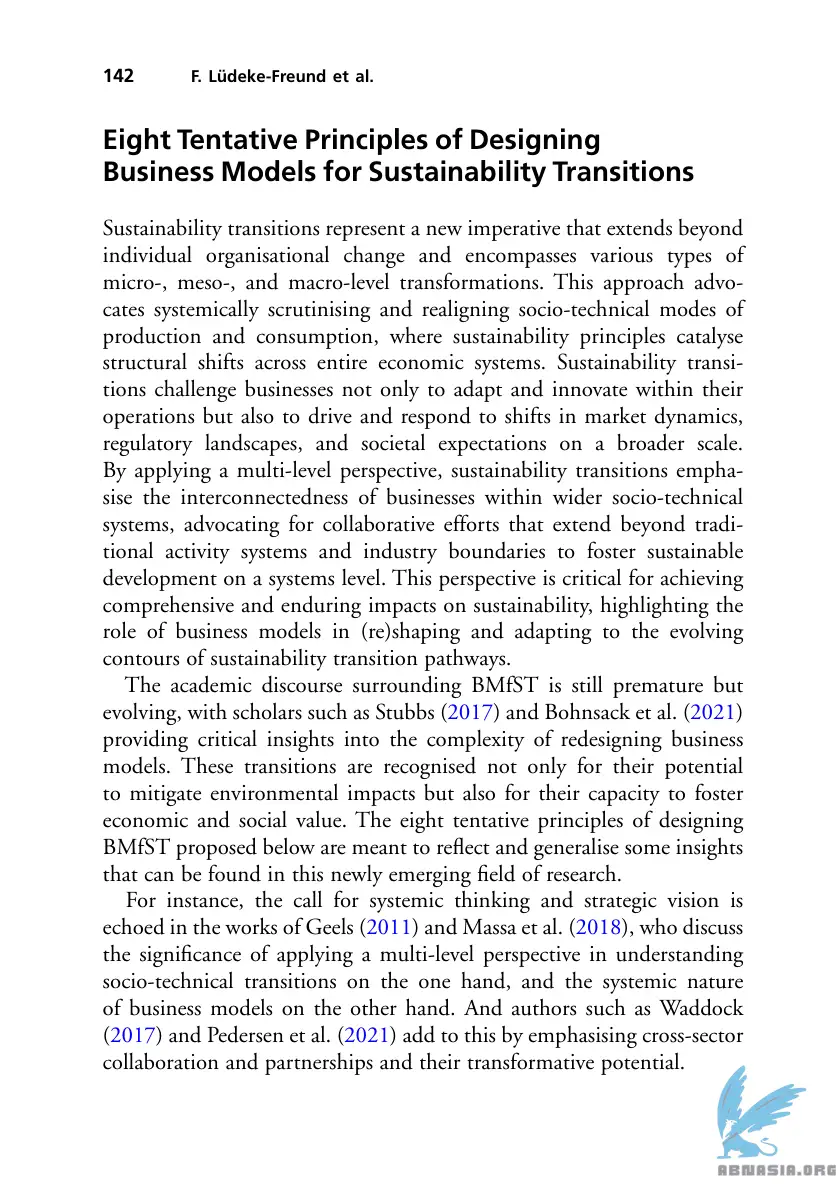 142 F. Lüdeke-Freund et al.
Eight Tentative Principles of Designing
Business Models for Sustainability Transitions
Sustainability transitions represent a new imperative that extends beyond
individual organisational change and encompasses various types of
micro-, meso-, and macro-level transformations. This approach advo-
cates systemically scrutinising and realigning socio-technical modes of
production and consumption, where sustainability principles catalyse
structural shifts across entire economic systems. Sustainability transi-
tions challenge businesses not only to adapt and innovate within their
operations but also to drive and respond to shifts in market dynamics,
regulatory landscapes, and societal expectations on a broader scale.
By applying a multi-level perspective, sustainability transitions empha-
sise the interconnectedness of businesses within wider socio-technical
systems, advocating for collaborative efforts that extend beyond tradi-
tional activity systems and industry boundaries to foster sustainable
development on a systems level. This perspective is critical for achieving
comprehensive and enduring impacts on sustainability, highlighting the
role of business models in (re)shaping and adapting to the evolving
contours of sustainability transition pathways.
The academic discourse surrounding BMfST is still premature but
evolving, with scholars such as Stubbs (2017) and Bohnsack et al. (2021)
providing critical insights into the complexity of redesigning business
models. These transitions are recognised not only for their potential
to mitigate environmental impacts but also for their capacity to foster
economic and social value. The eight tentative principles of designing
BMfST proposed below are meant to reflect and generalise some insights
that can be found in this newly emerging field of research.
For instance, the call for systemic thinking and strategic vision is
echoed in the works of Geels (2011) and Massa et al. (2018), who discuss
the significance of applying a multi-level perspective in understanding
socio-technical transitions on the one hand, and the systemic nature
of business models on the other hand. And authors such as Waddock
(2017) and Pedersen et al. (2021) add to this by emphasising cross-sector
collaboration and partnerships and their transformative potential.
ABNASIA.ORG